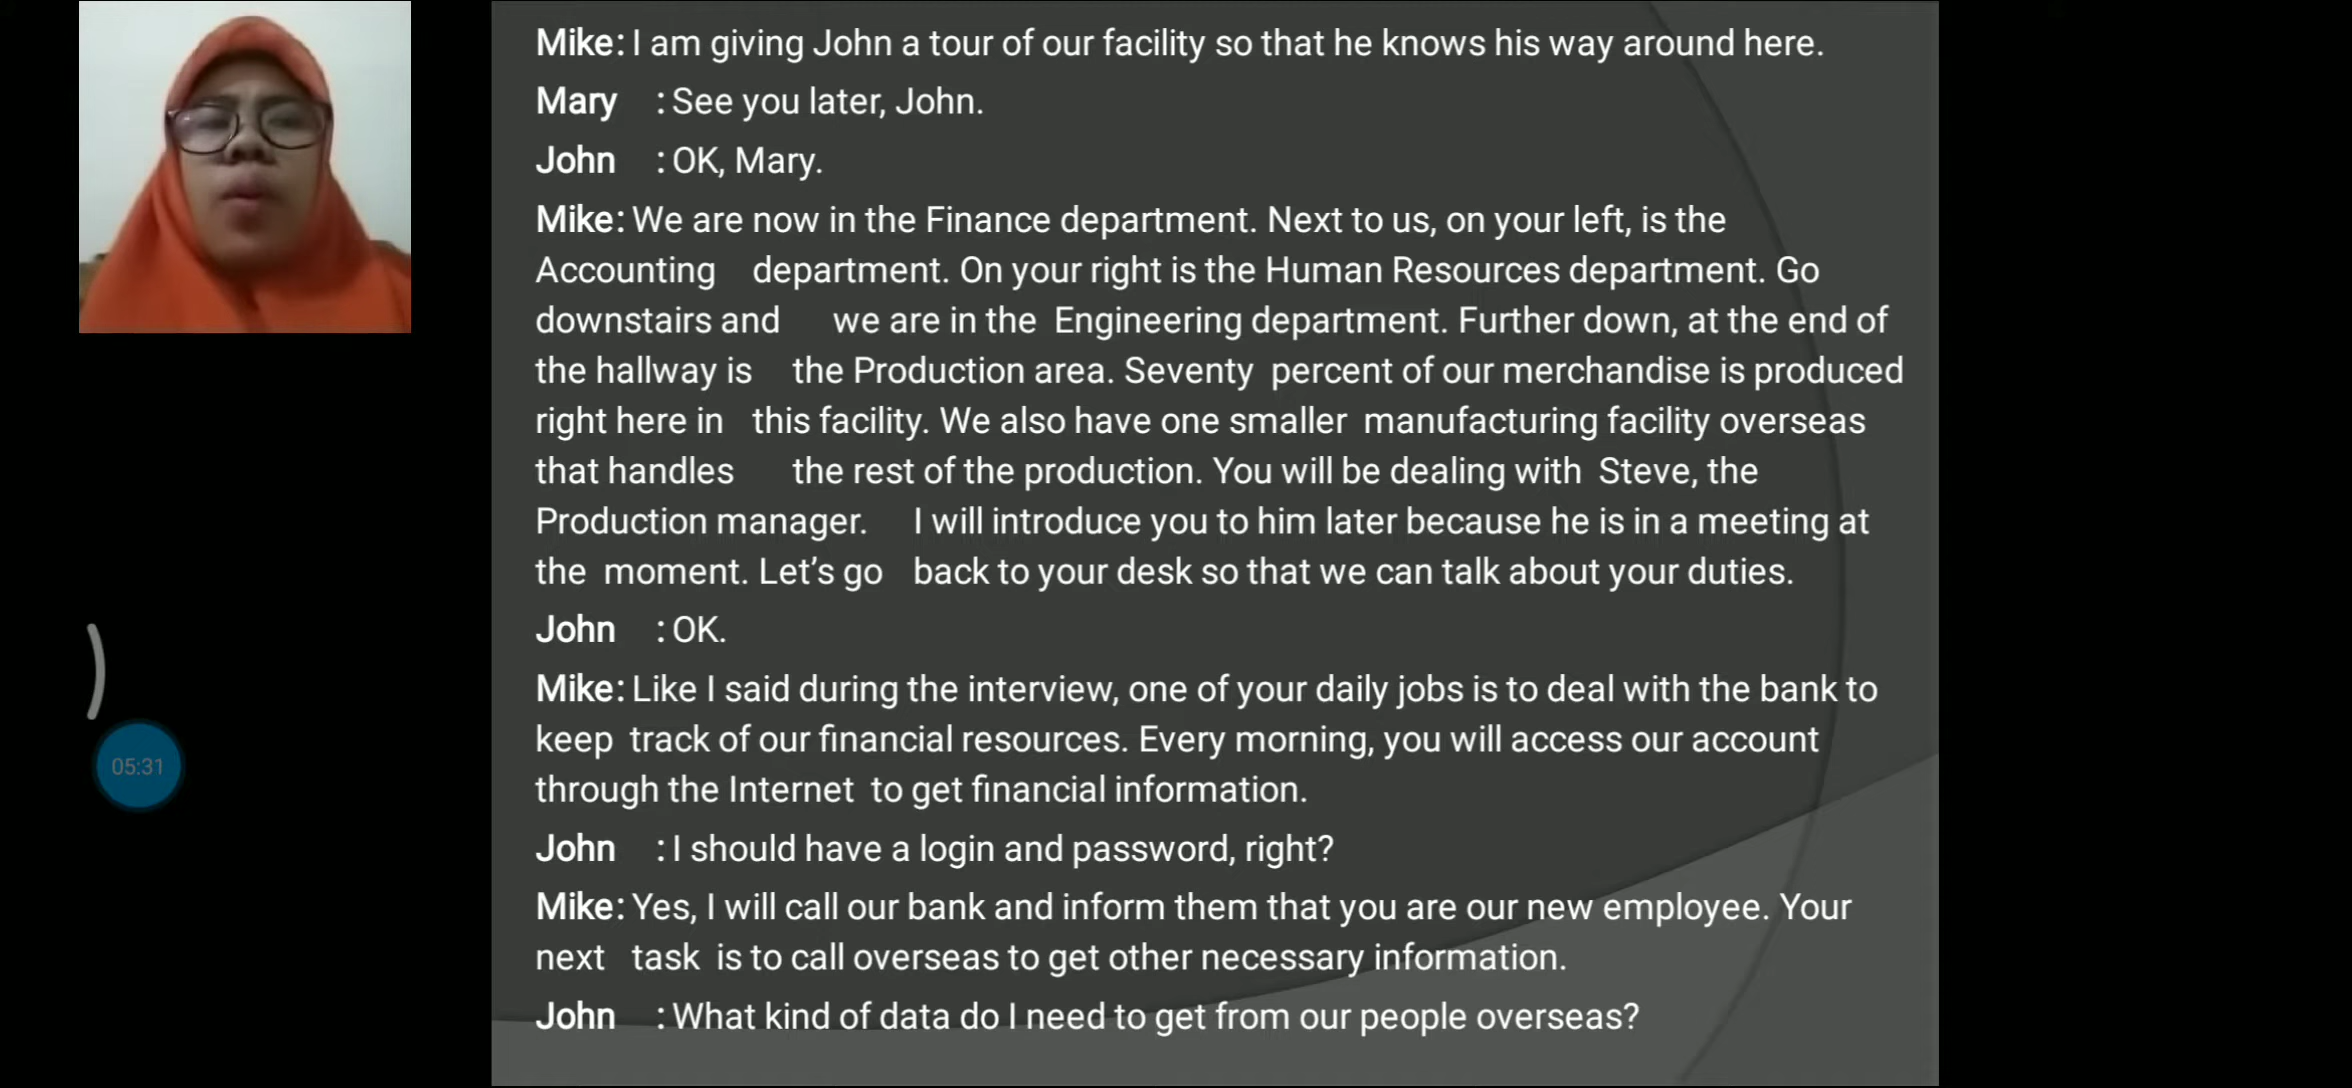 Mike: I am giving John a tour of our facility so that he knows his way around here.
Mary : See you later, John.
John : OK, Mary.
Mike: We are now in the Finance department. Next to us, on your left, is the
Accounting department. On your right is the Human Resources department. Go
downstairs and we are in the Engineering department. Further down, at the end of
the hallway is the Production area. Seventy percent of our merchandise is produced
right here in this facility. We also have one smaller manufacturing facility overseas
that handles the rest of the production. You will be dealing with Steve, the
Production manager. I will introduce you to him later because he is in a meeting at
the moment. Let’s go back to your desk so that we can talk about your duties.
John : OK.
Mike: Like I said during the interview, one of your daily jobs is to deal with the bank to
keep track of our financial resources. Every morning, you will access our account
through the Internet to get financial information.
John : I should have a login and password, right?
Mike: Yes, I will call our bank and inform them that you are our new employee. Your
next task is to call overseas to get other necessary information.
John : What kind of data do I need to get from our people overseas?
05:31